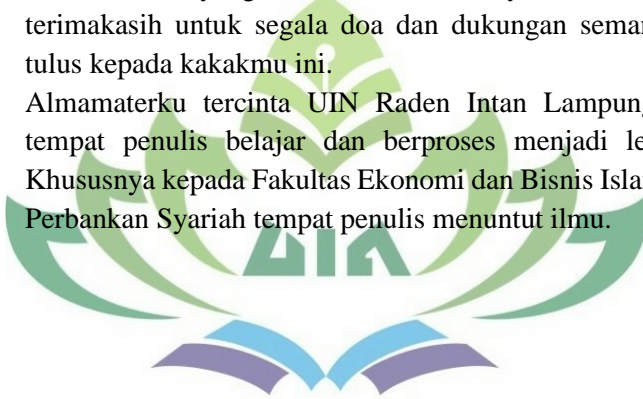 terimakasih untuk segala doa dan dukungan
tulus kepada kakakmu ini.
Almamaterku tercinta UIN Raden Intan
tempat penulis belajar dan berproses menjadi
Khususnya kepada Fakultas Ekonomi dan Bisnis
Perbankan Syariah tempat penulis menuntut ilmu.
UIN